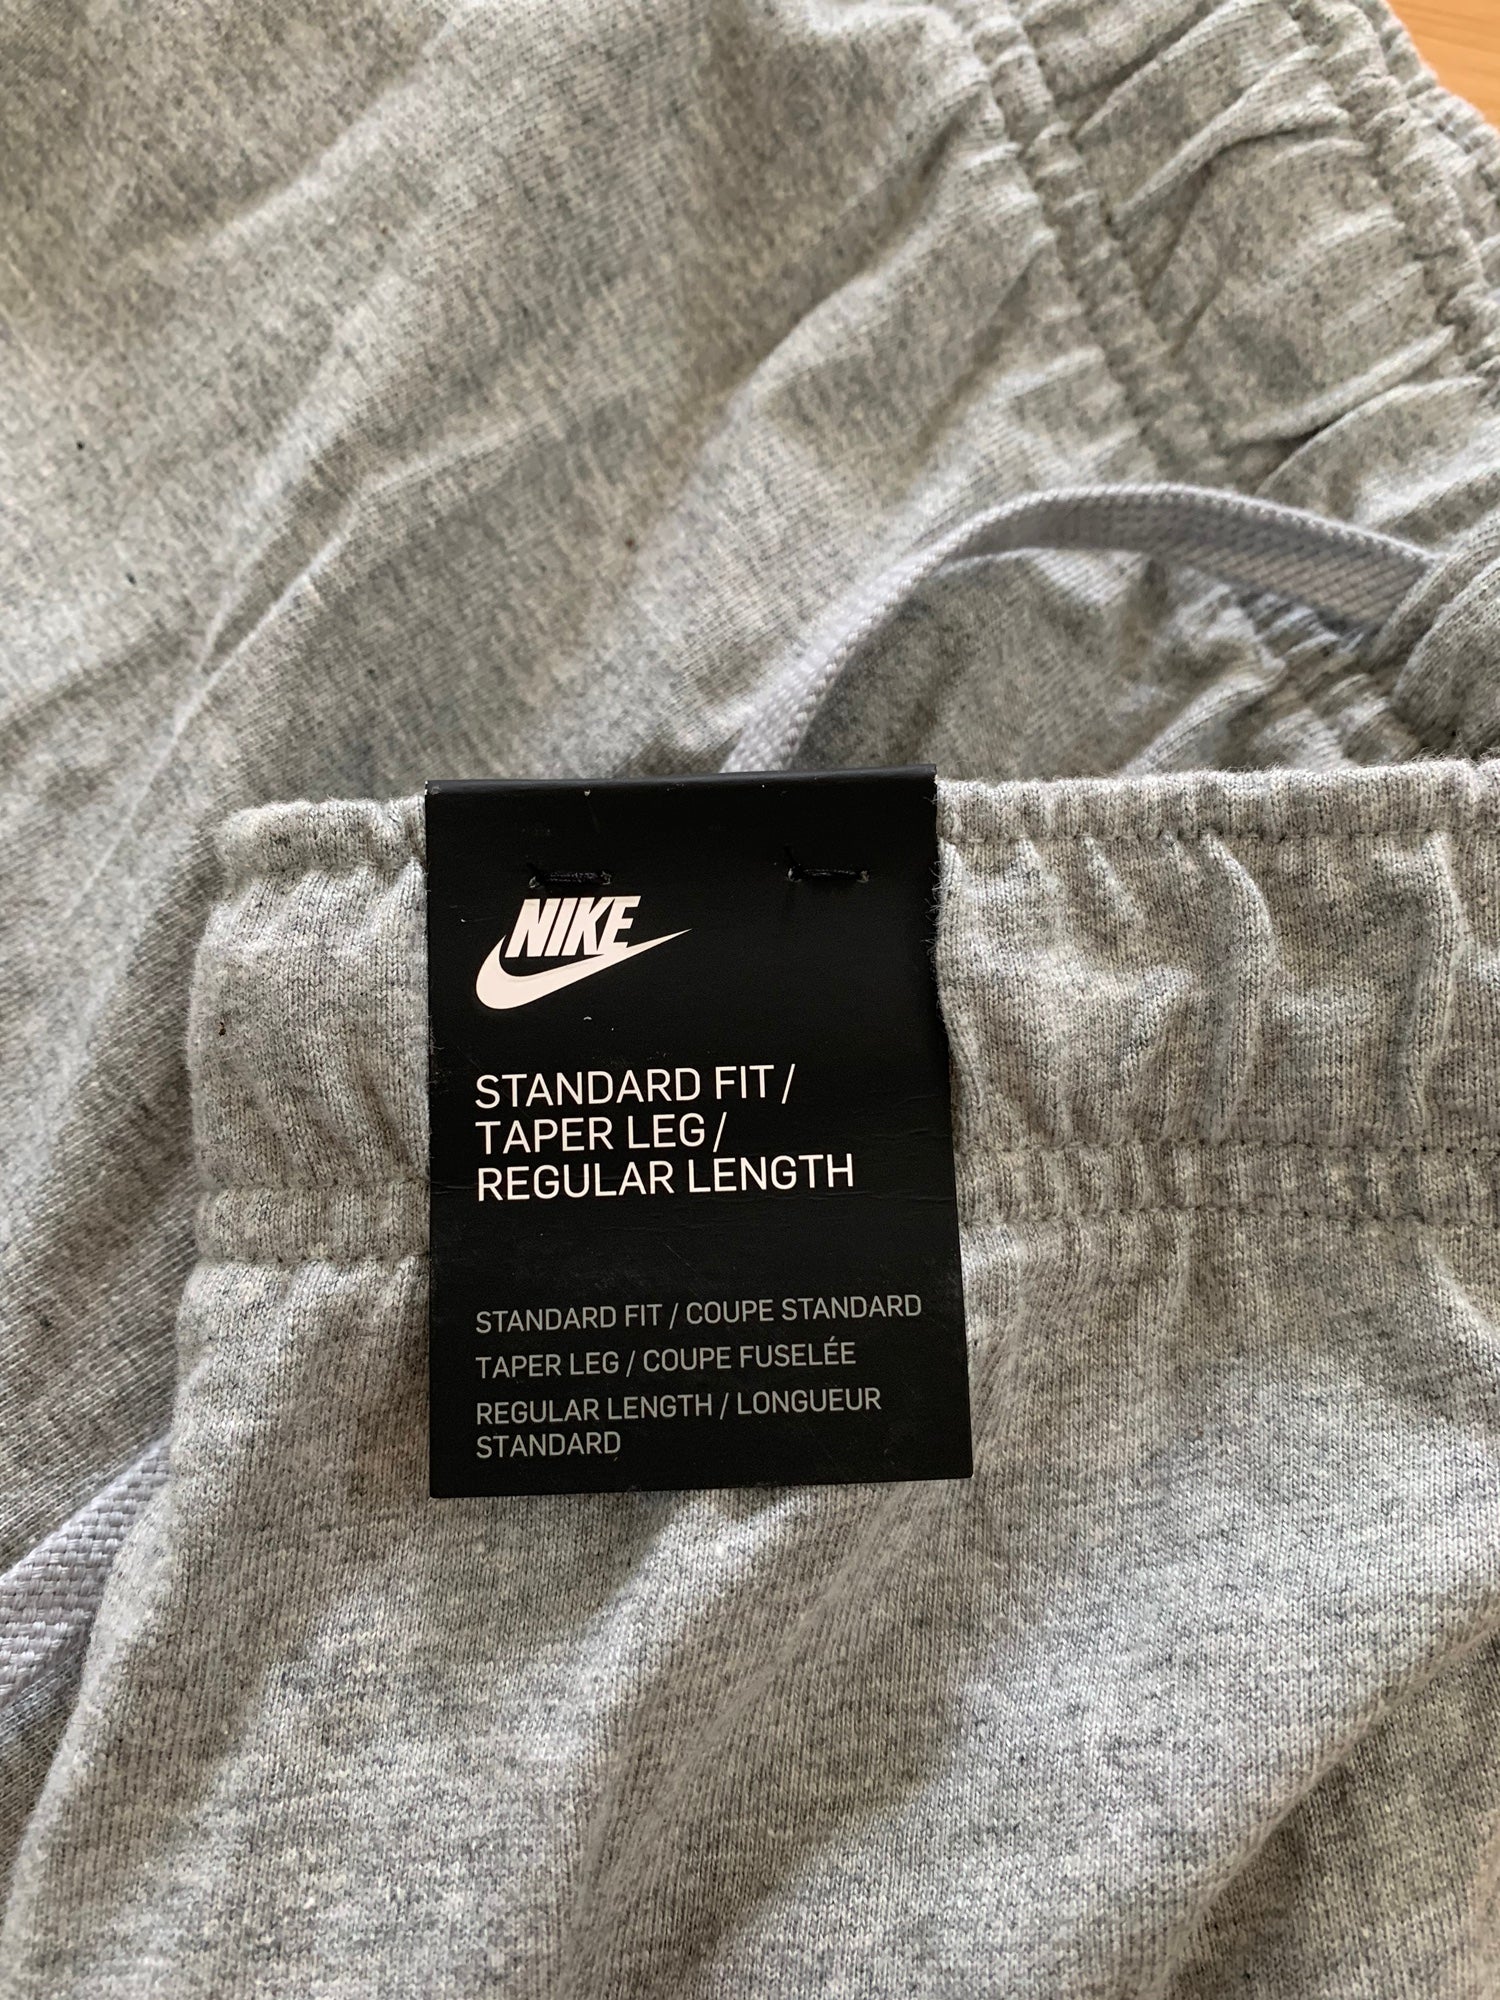 NIKE
STANDARD FIT /
TAPER LEG /
REGULAR LENGTH
STANDARD FIT / COUPE STANDARD
TAPER LEG / COUPE FUSELÉE
REGULAR LENGTH / LONGUEUR
STANDARD